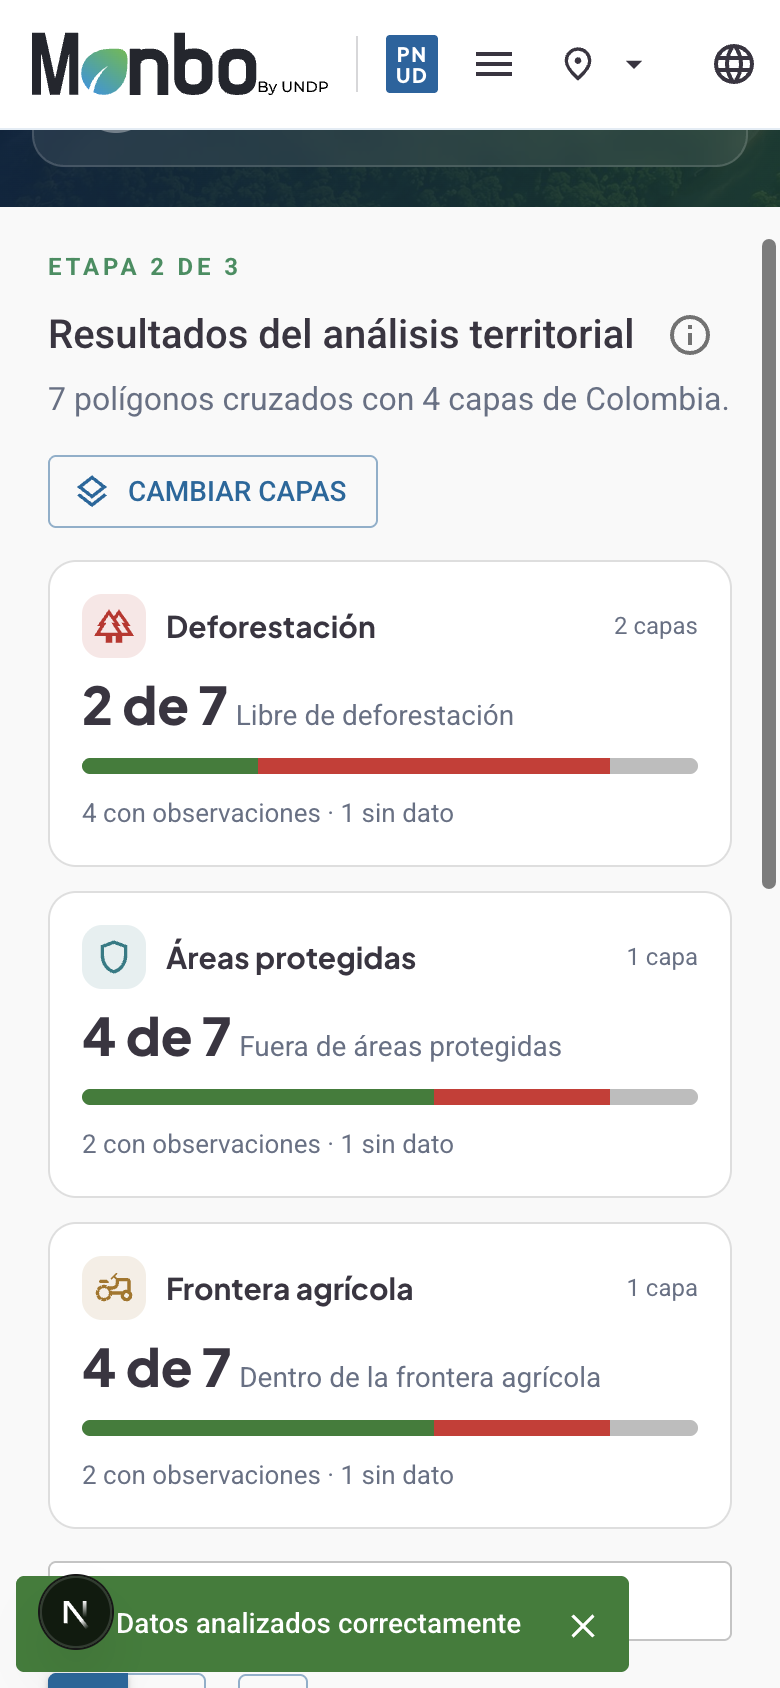 Monbo By UNDP
PN
UD
ETAPA 2 DE 3
Resultados del análisis territorial
7 polígonos cruzados con 4 capas de Colombia.
CAMBIAR CAPAS
Deforestación 2 capas
2 de 7 Libre de deforestación
4 con observaciones · 1 sin dato
Áreas protegidas 1 capa
4 de 7 Fuera de áreas protegidas
2 con observaciones · 1 sin dato
Frontera agrícola 1 capa
4 de 7 Dentro de la frontera agrícola
2 con observaciones · 1 sin dato
N Datos analizados correctamente